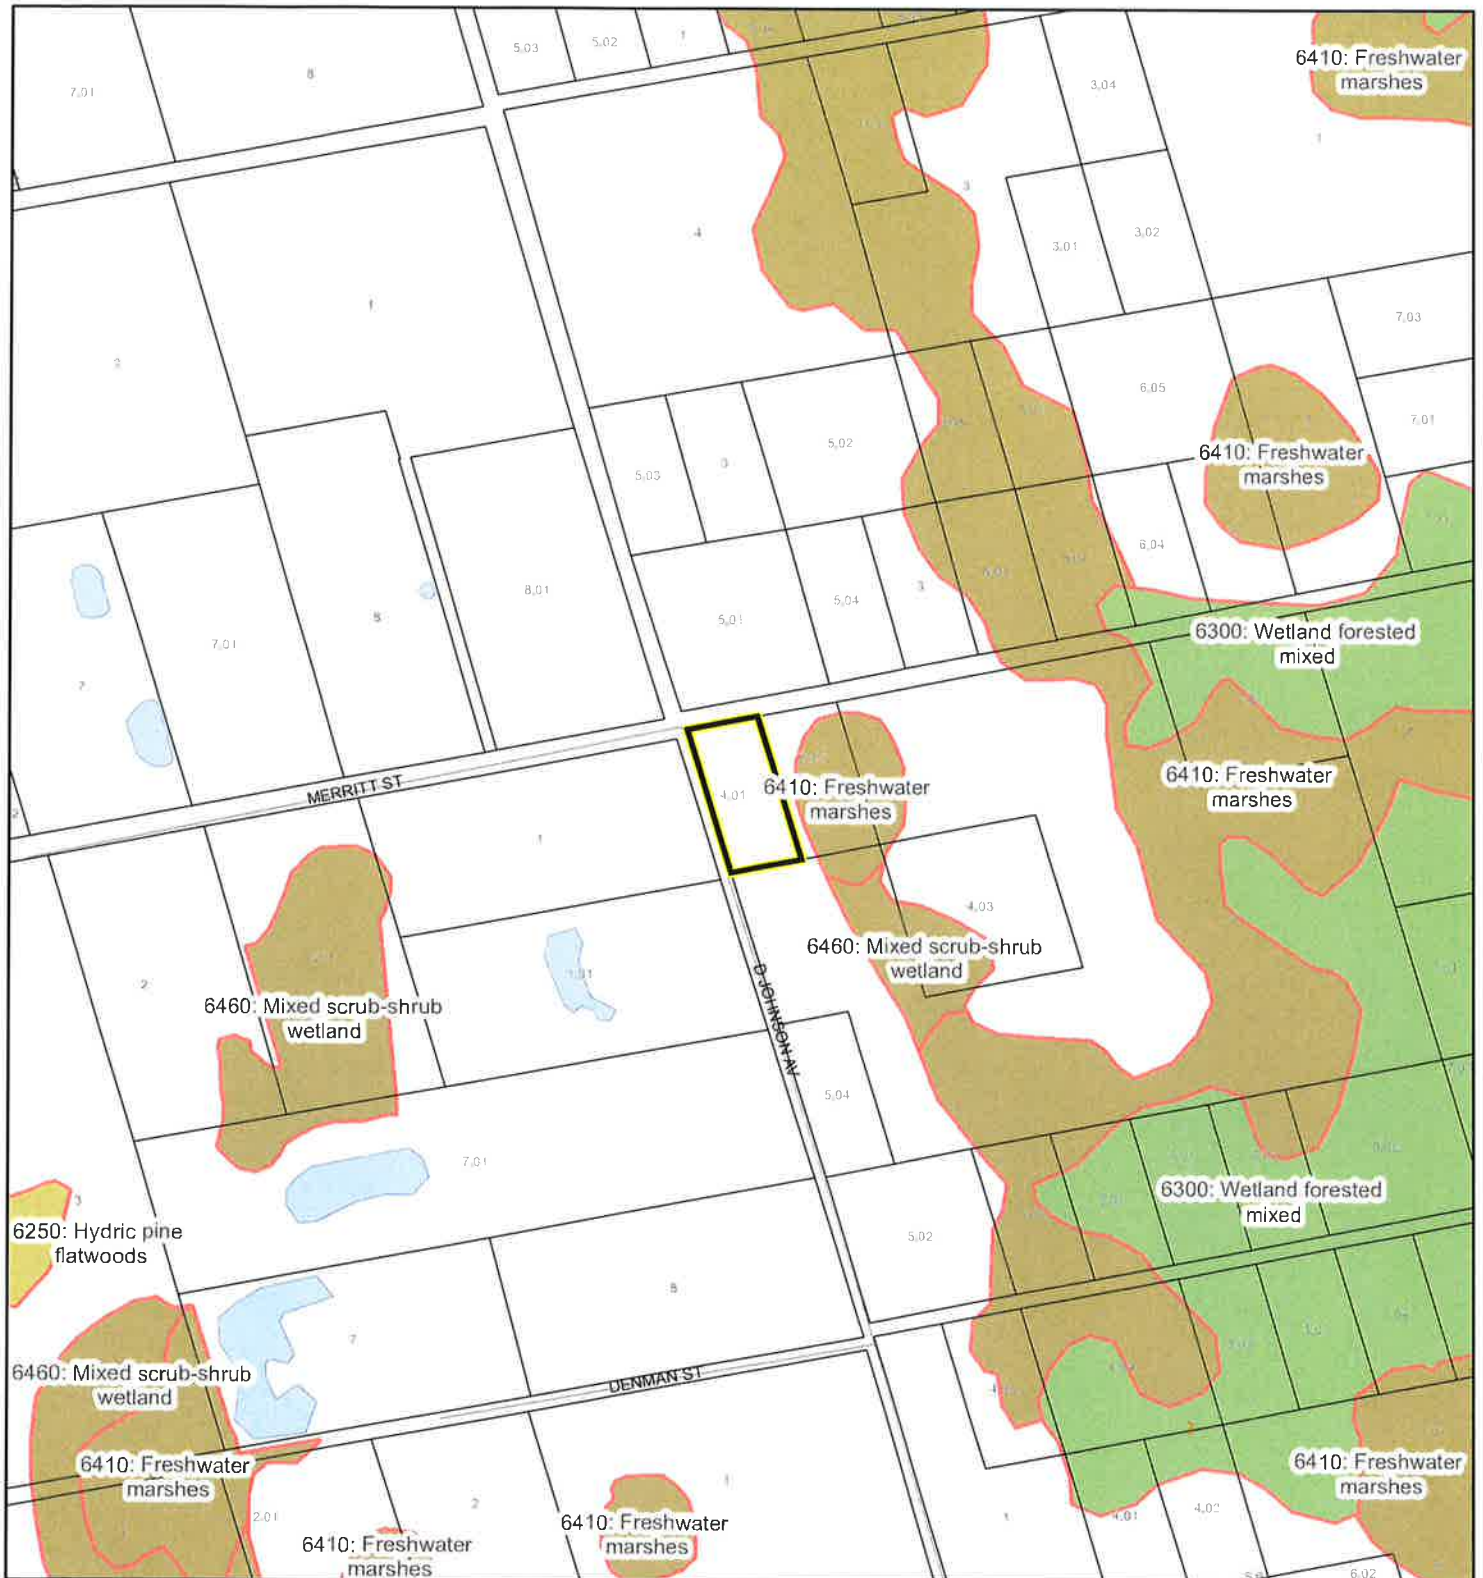 5,03
5,02
1
8
7,01
6410: Freshwater
marshes
3,04
1
3
4
3,01
3,02
1
2
7,03
6,05
7,01
5,02
5,03
3
6410: Freshwater
marshes
6,04
8,01
8
5,04
3
5,01
7,01
7
6300: Wetland forested
mixed
4,01
6410: Freshwater
marshes
6410: Freshwater
marshes
MERRITT ST
2
1
4,03
6460: Mixed scrub-shrub
wetland
2
6460: Mixed scrub-shrub
wetland
D JOHNSON AV
5,04
7,01
6300: Wetland forested
mixed
3
6250: Hydric pine
flatwoods
5,02
8
7
6460: Mixed scrub-shrub
wetland
DENMAN ST
6410: Freshwater
marshes
6410: Freshwater
marshes
1
2
2,01
6410: Freshwater
marshes
6410: Freshwater
marshes
1
4,01
4,02
6,02